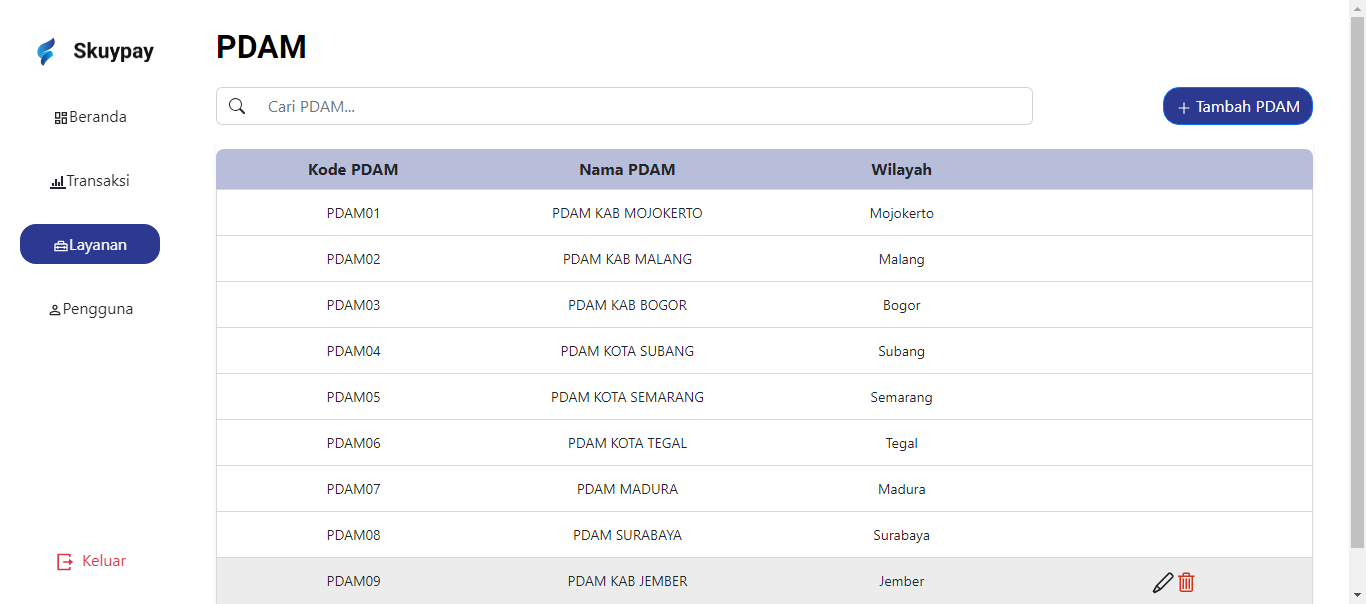 Skuypay
Beranda
Transaksi
Layanan
Pengguna
Keluar
PDAM
Cari PDAM...
+ Tambah PDAM
Kode PDAM Nama PDAM Wilayah
PDAM01 PDAM KAB MOJOKERTO Mojokerto
PDAM02 PDAM KAB MALANG Malang
PDAM03 PDAM KAB BOGOR Bogor
PDAM04 PDAM KOTA SUBANG Subang
PDAM05 PDAM KOTA SEMARANG Semarang
PDAM06 PDAM KOTA TEGAL Tegal
PDAM07 PDAM MADURA Madura
PDAM08 PDAM SURABAYA Surabaya
PDAM09 PDAM KAB JEMBER Jember